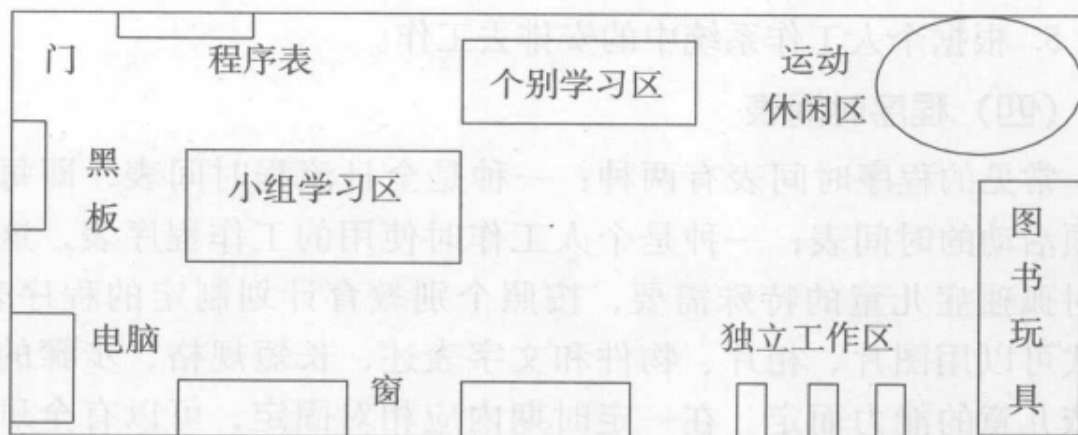 门
程序表
个别学习区
运动
休闲区
黑
板
小组学习区
图
书
玩
具
电脑
窗
独立工作区